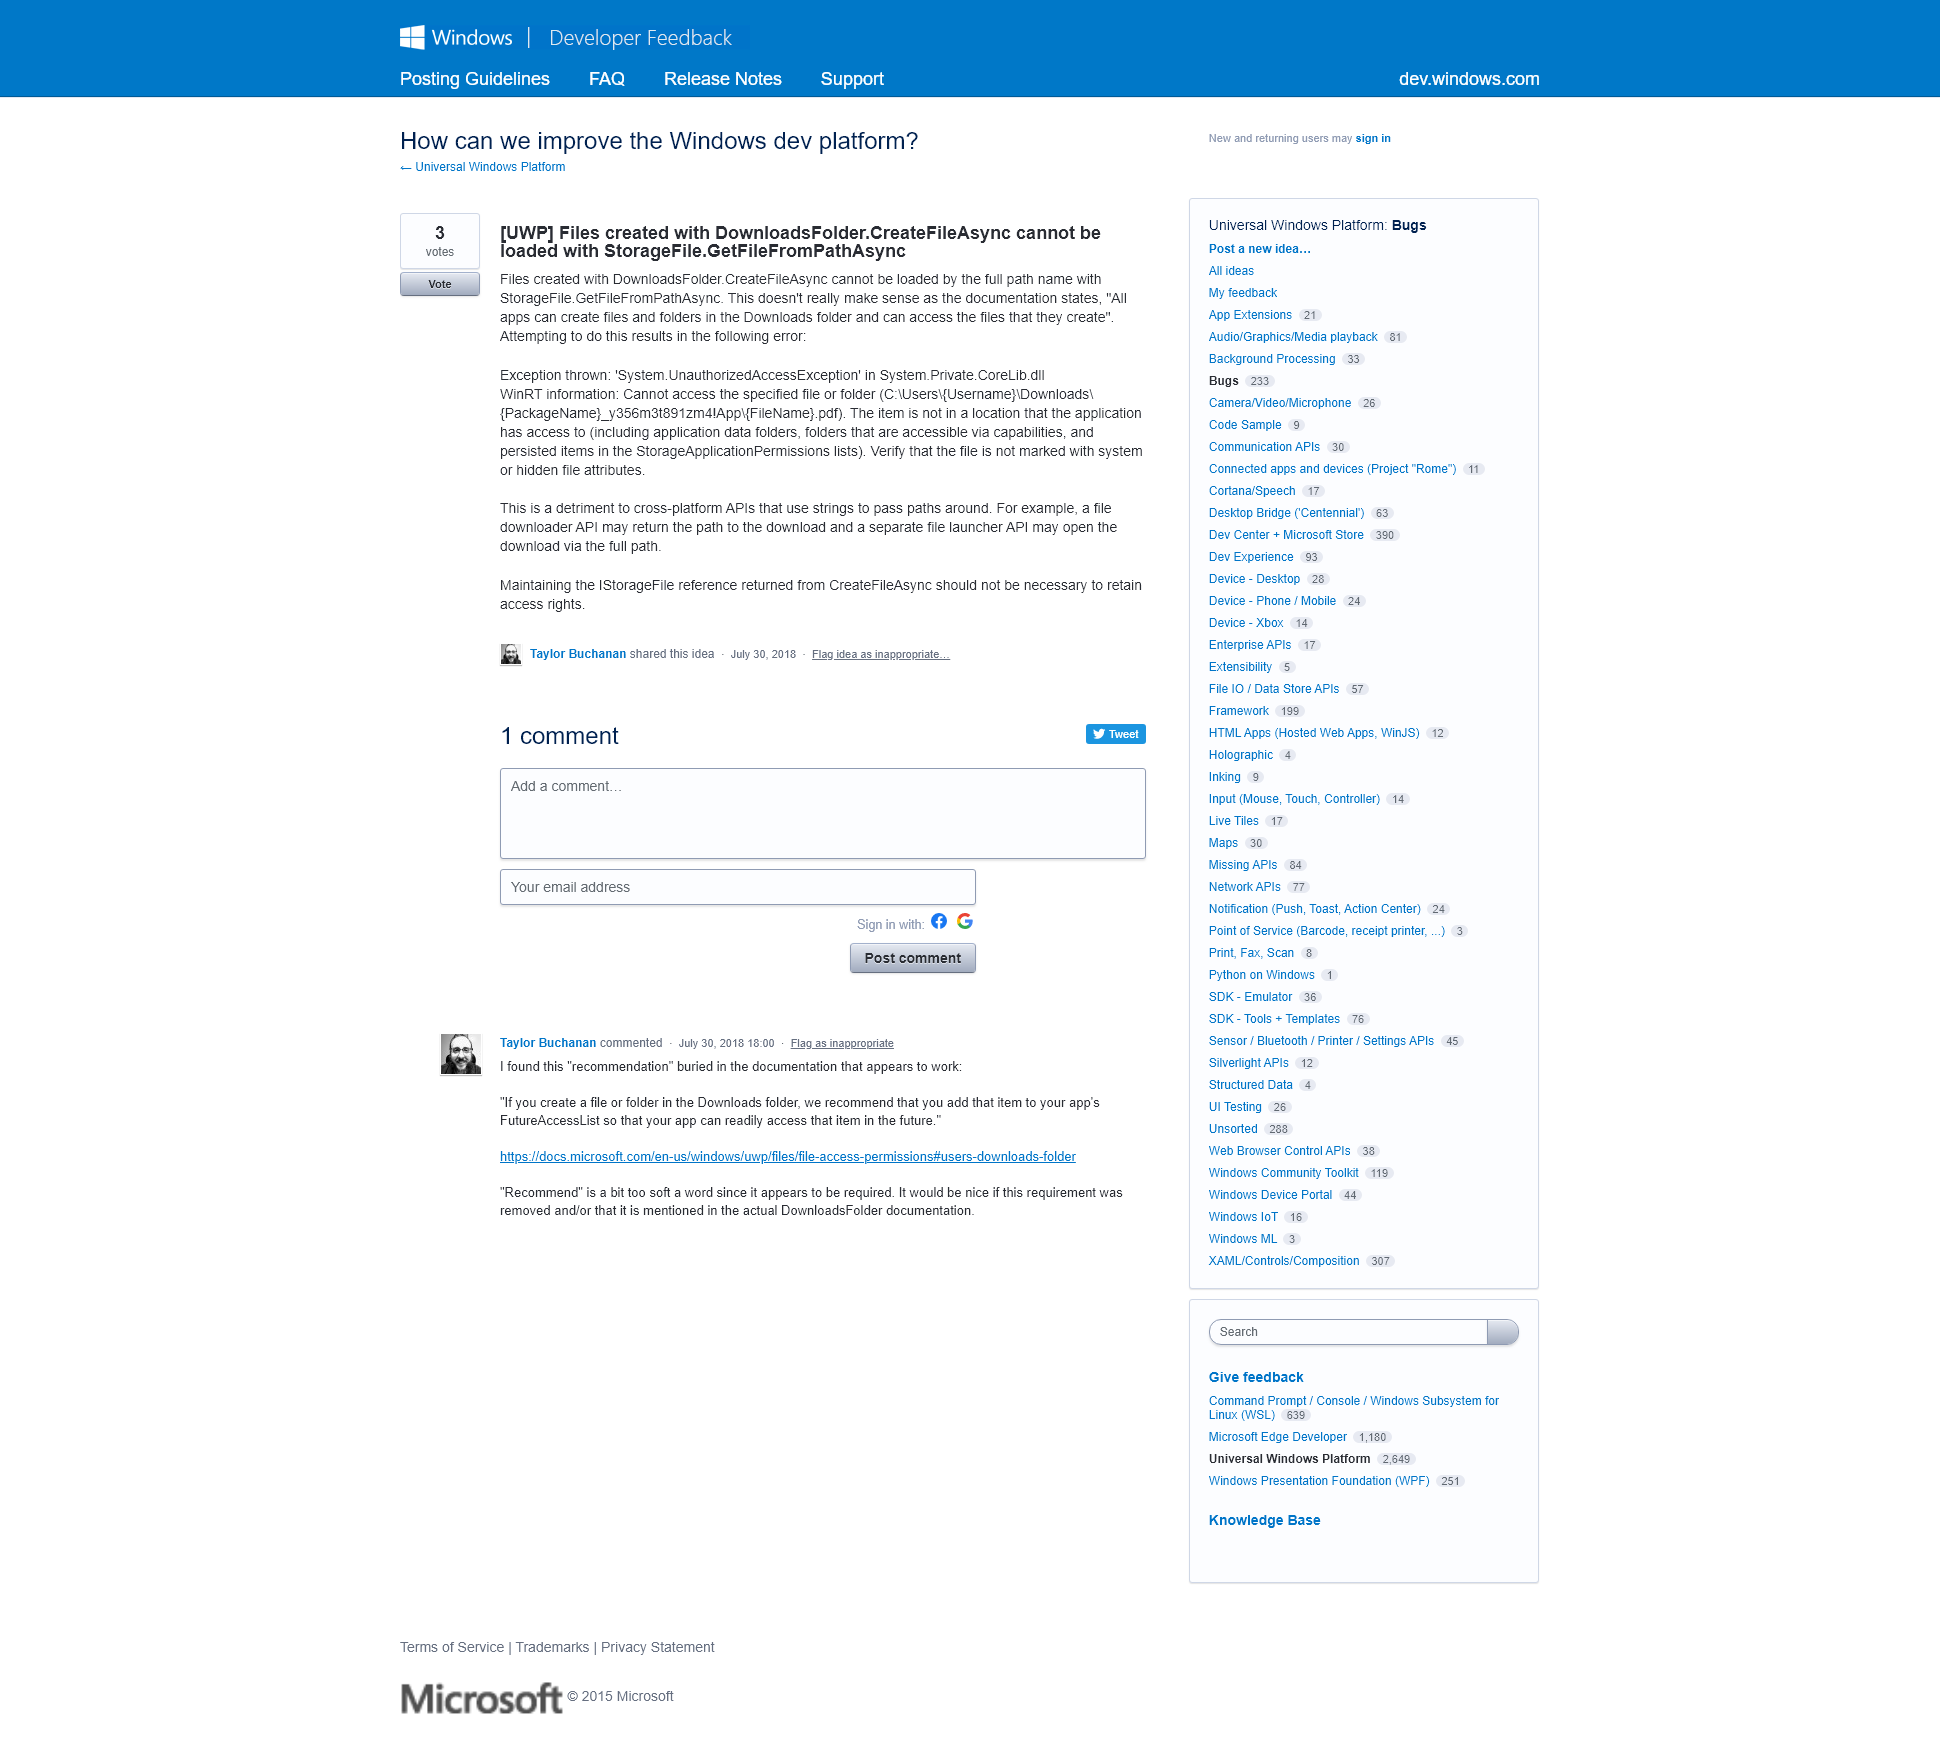 Windows | Developer Feedback
Posting Guidelines FAQ Release Notes Support dev.windows.com
How can we improve the Windows dev platform?
← Universal Windows Platform
New and returning users may sign in
3
votes
Vote
[UWP] Files created with DownloadsFolder.CreateFileAsync cannot be
loaded with StorageFile.GetFileFromPathAsync
Files created with DownloadsFolder.CreateFileAsync cannot be loaded by the full path name with
StorageFile.GetFileFromPathAsync. This doesn't really make sense as the documentation states, "All
apps can create files and folders in the Downloads folder and can access the files that they create".
Attempting to do this results in the following error:
Exception thrown: 'System.UnauthorizedAccessException' in System.Private.CoreLib.dll
WinRT information: Cannot access the specified file or folder (C:\Users\{Username}\Downloads\
{PackageName}_y356m3t891zm4!App\{FileName}.pdf). The item is not in a location that the application
has access to (including application data folders, folders that are accessible via capabilities, and
persisted items in the StorageApplicationPermissions lists). Verify that the file is not marked with system
or hidden file attributes.
This is a detriment to cross-platform APIs that use strings to pass paths around. For example, a file
downloader API may return the path to the download and a separate file launcher API may open the
download via the full path.
Maintaining the IStorageFile reference returned from CreateFileAsync should not be necessary to retain
access rights.
Taylor Buchanan shared this idea · July 30, 2018 · Flag idea as inappropriate…
1 comment
Tweet
Add a comment…
Your email address
Sign in with:
Post comment
Taylor Buchanan commented · July 30, 2018 18:00 · Flag as inappropriate
I found this "recommendation" buried in the documentation that appears to work:
"If you create a file or folder in the Downloads folder, we recommend that you add that item to your app's
FutureAccessList so that your app can readily access that item in the future."
https://docs.microsoft.com/en-us/windows/uwp/files/file-access-permissions#users-downloads-folder
"Recommend" is a bit too soft a word since it appears to be required. It would be nice if this requirement was
removed and/or that it is mentioned in the actual DownloadsFolder documentation.
Universal Windows Platform: Bugs
Post a new idea…
All ideas
My feedback
App Extensions 21
Audio/Graphics/Media playback 81
Background Processing 33
Bugs 233
Camera/Video/Microphone 26
Code Sample 9
Communication APIs 30
Connected apps and devices (Project "Rome") 11
Cortana/Speech 17
Desktop Bridge ('Centennial') 63
Dev Center + Microsoft Store 390
Dev Experience 93
Device - Desktop 28
Device - Phone / Mobile 24
Device - Xbox 14
Enterprise APIs 17
Extensibility 5
File IO / Data Store APIs 57
Framework 199
HTML Apps (Hosted Web Apps, WinJS) 12
Holographic 4
Inking 9
Input (Mouse, Touch, Controller) 14
Live Tiles 17
Maps 30
Missing APIs 84
Network APIs 77
Notification (Push, Toast, Action Center) 24
Point of Service (Barcode, receipt printer, ...) 3
Print, Fax, Scan 8
Python on Windows 1
SDK - Emulator 36
SDK - Tools + Templates 76
Sensor / Bluetooth / Printer / Settings APIs 45
Silverlight APIs 12
Structured Data 4
UI Testing 26
Unsorted 288
Web Browser Control APIs 38
Windows Community Toolkit 119
Windows Device Portal 44
Windows IoT 16
Windows ML 3
XAML/Controls/Composition 307
Search
Give feedback
Command Prompt / Console / Windows Subsystem for
Linux (WSL) 639
Microsoft Edge Developer 1,180
Universal Windows Platform 2,649
Windows Presentation Foundation (WPF) 251
Knowledge Base
Terms of Service | Trademarks | Privacy Statement
Microsoft © 2015 Microsoft